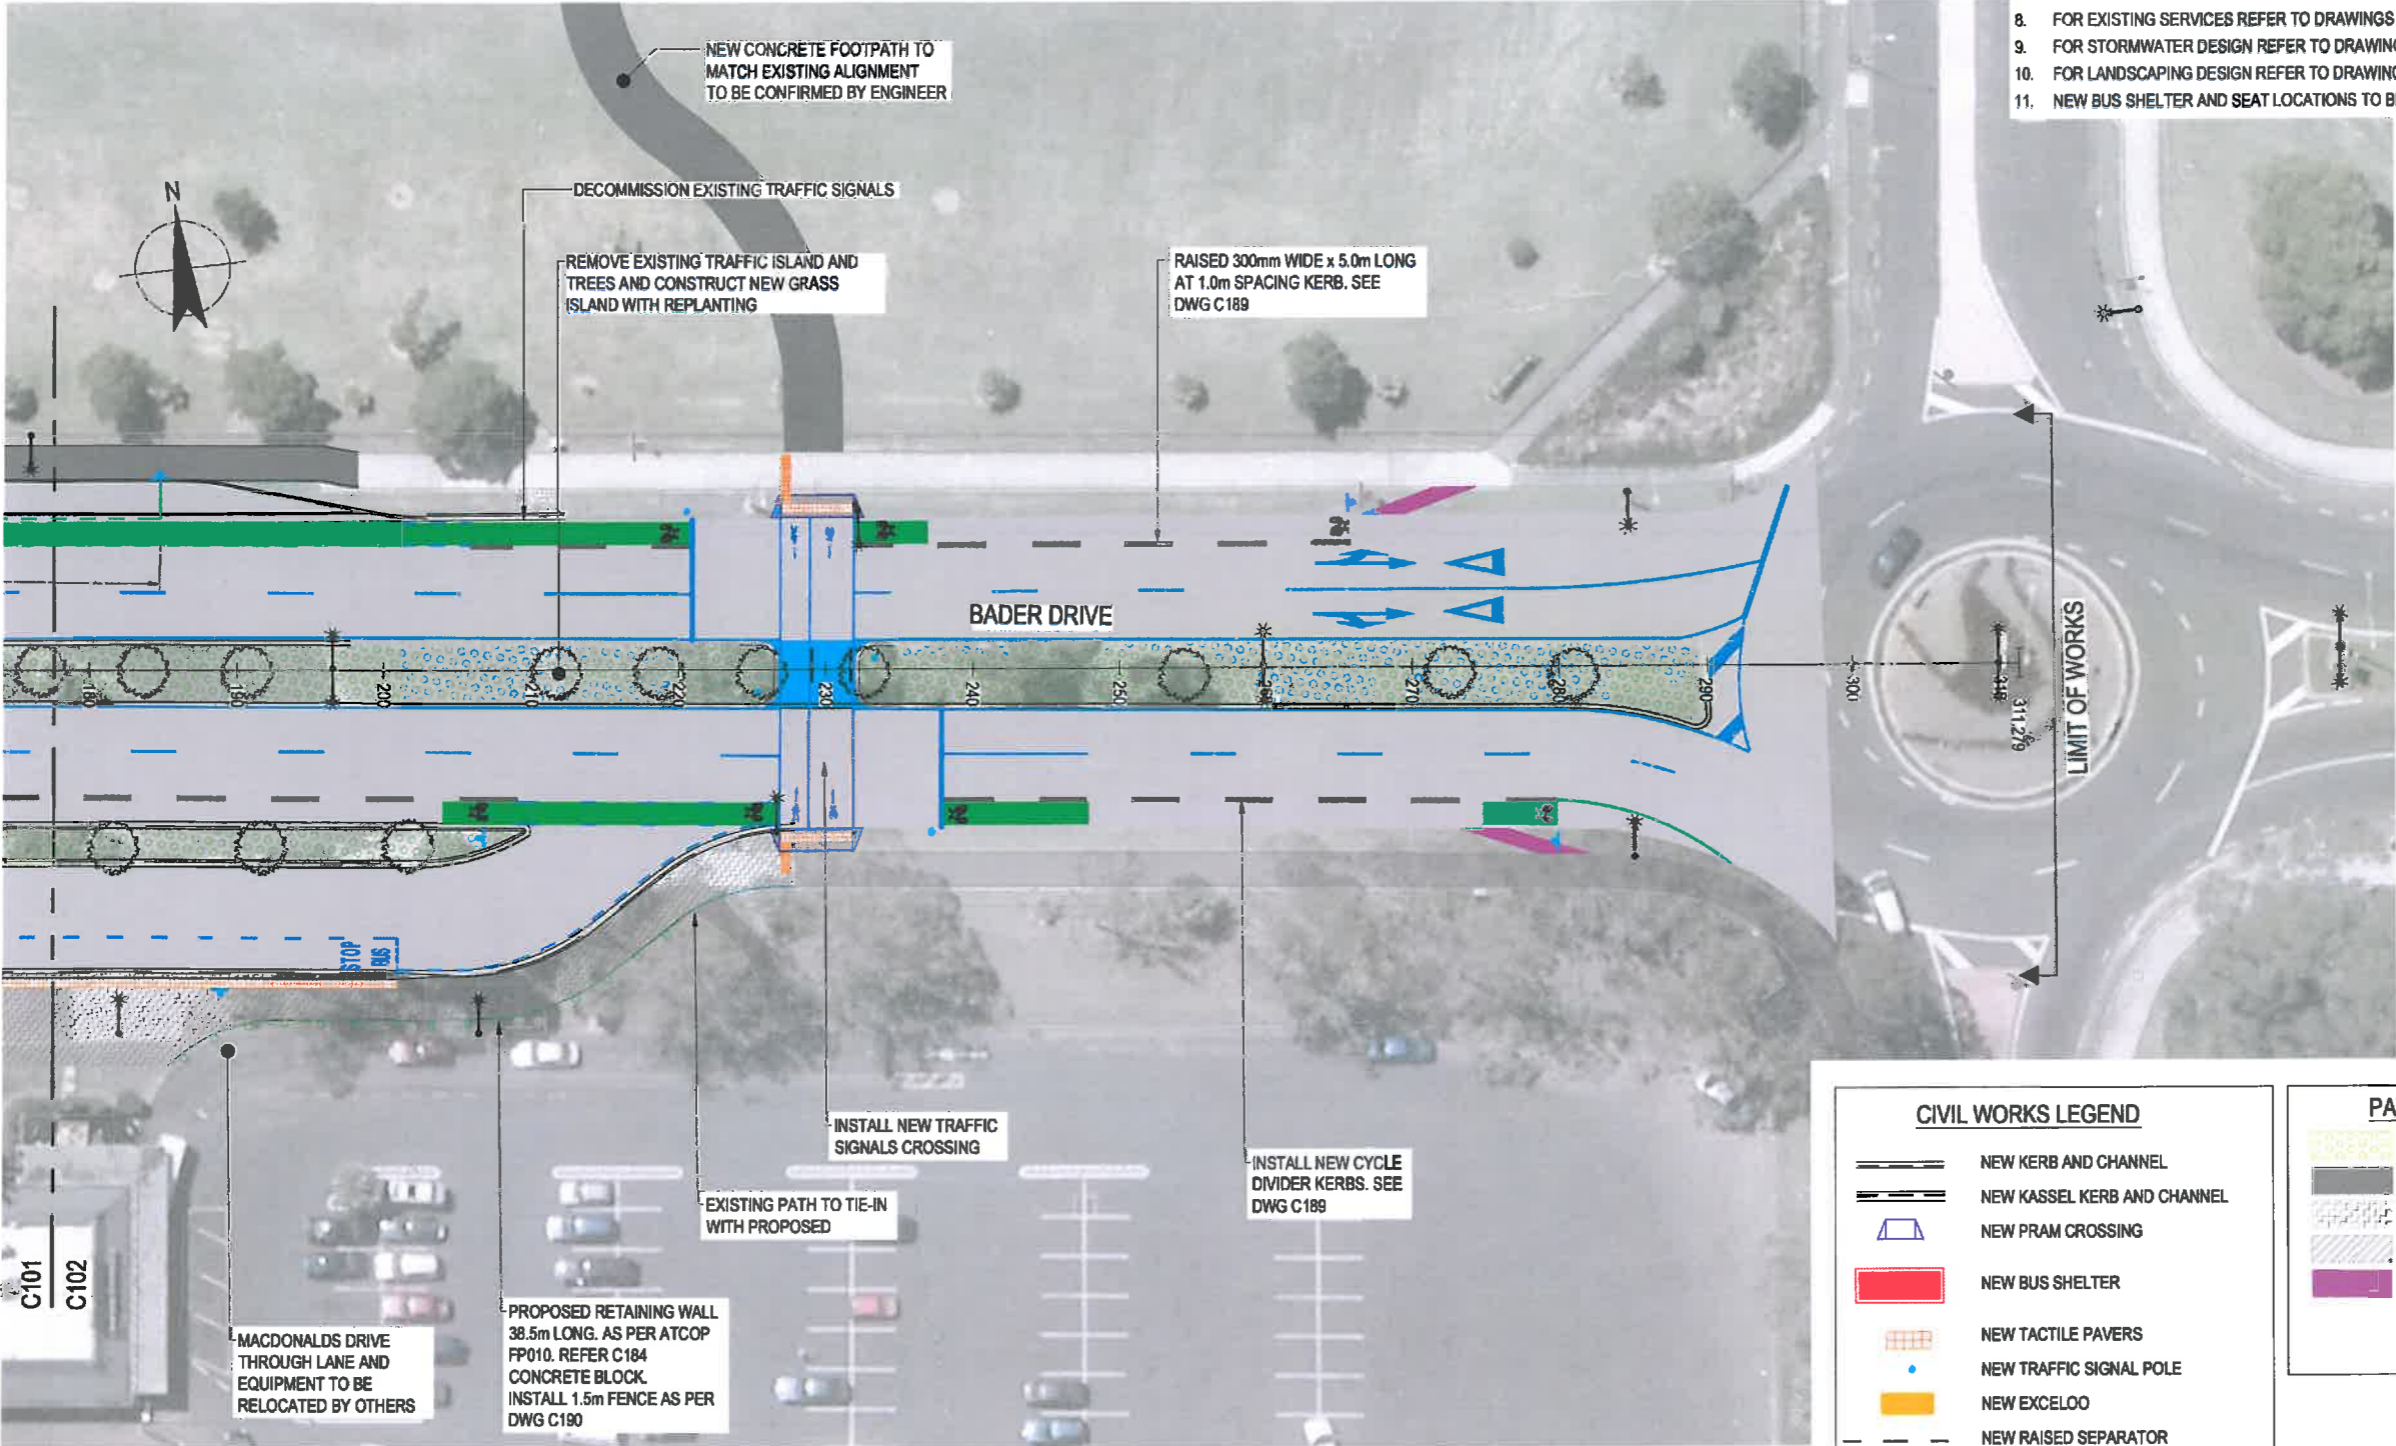 8. FOR EXISTING SERVICES REFER TO DRAWINGS
9. FOR STORMWATER DESIGN REFER TO
10. FOR LANDSCAPING DESIGN REFER TO
11. NEW BUS SHELTER AND SEAT LOCATIONS TO
NEW CONCRETE FOOTPATH TO
MATCH EXISTING ALIGNMENT
TO BE CONFIRMED BY ENGINEER
N
DECOMMISSION EXISTING TRAFFIC SIGNALS
REMOVE EXISTING TRAFFIC ISLAND AND
TREES AND CONSTRUCT NEW GRASS
ISLAND WITH REPLANTING
RAISED 300mm WIDE x 5.0m LONG
AT 1.0m SPACING KERB. SEE
DWG C189
BADER DRIVE
180
190
200
210
220
230
240
250
260
270
280
290
300
310
311.279
LIMIT OF WORKS
STOP
BUS
INSTALL NEW TRAFFIC
SIGNALS CROSSING
INSTALL NEW CYCLE
DIVIDER KERBS. SEE
DWG C189
EXISTING PATH TO TIE-IN
WITH PROPOSED
PROPOSED RETAINING WALL
38.5m LONG. AS PER ATCOP
FP010. REFER C184
CONCRETE BLOCK.
INSTALL 1.5m FENCE AS PER
DWG C190
MACDONALDS DRIVE
THROUGH LANE AND
EQUIPMENT TO BE
RELOCATED BY OTHERS
C101
C102
CIVIL WORKS LEGEND
NEW KERB AND CHANNEL
NEW KASSEL KERB AND CHANNEL
NEW PRAM CROSSING
NEW BUS SHELTER
NEW TACTILE PAVERS
NEW TRAFFIC SIGNAL POLE
NEW EXCELOO
NEW RAISED SEPARATOR